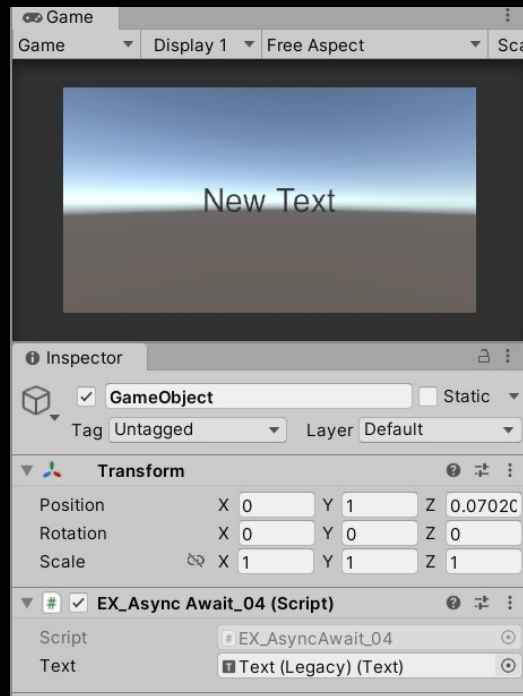 Game
Game Display 1 Free Aspect Sca
New Text
Inspector
GameObject Static
Tag Untagged Layer Default
Transform
Position X 0 Y 1 Z 0.07020
Rotation X 0 Y 0 Z 0
Scale X 1 Y 1 Z 1
# EX_Async Await_04 (Script)
Script # EX_AsyncAwait_04
Text T Text (Legacy) (Text)